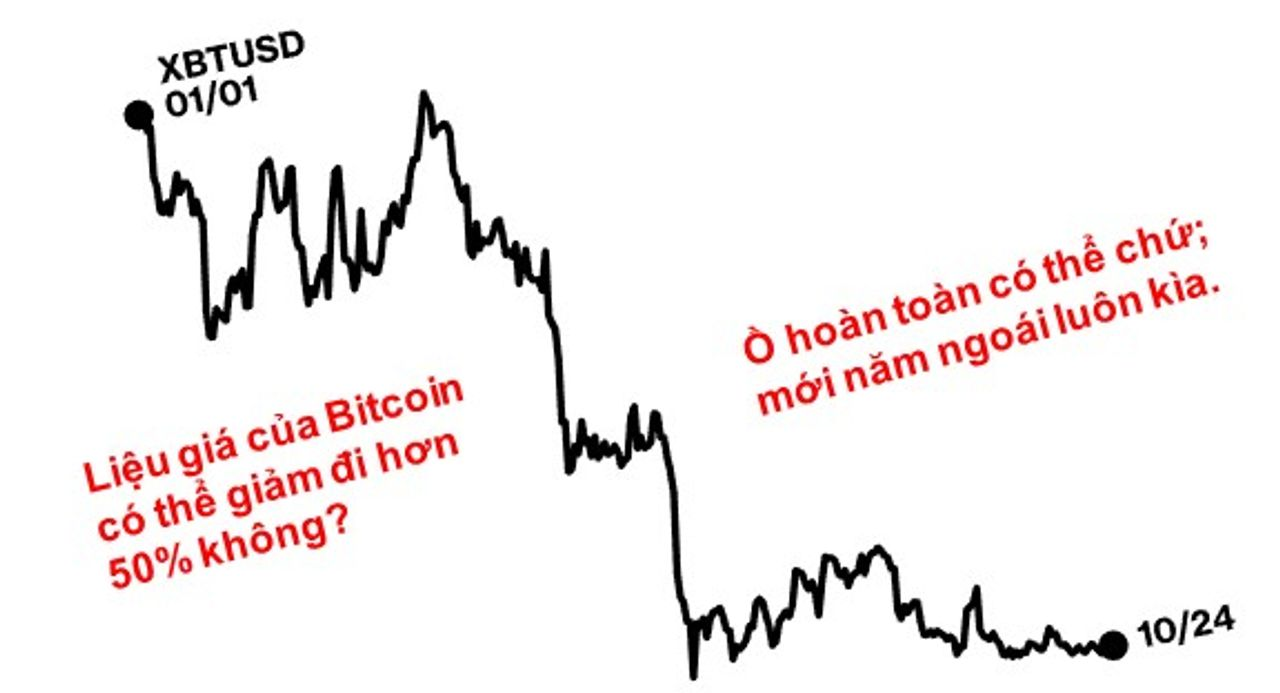 XBTUSD
01/01
Liệu giá của Bitcoin
có thể giảm đi hơn
50% không?
Ồ hoàn toàn có thể chứ;
mới năm ngoái luôn kìa.
10/24